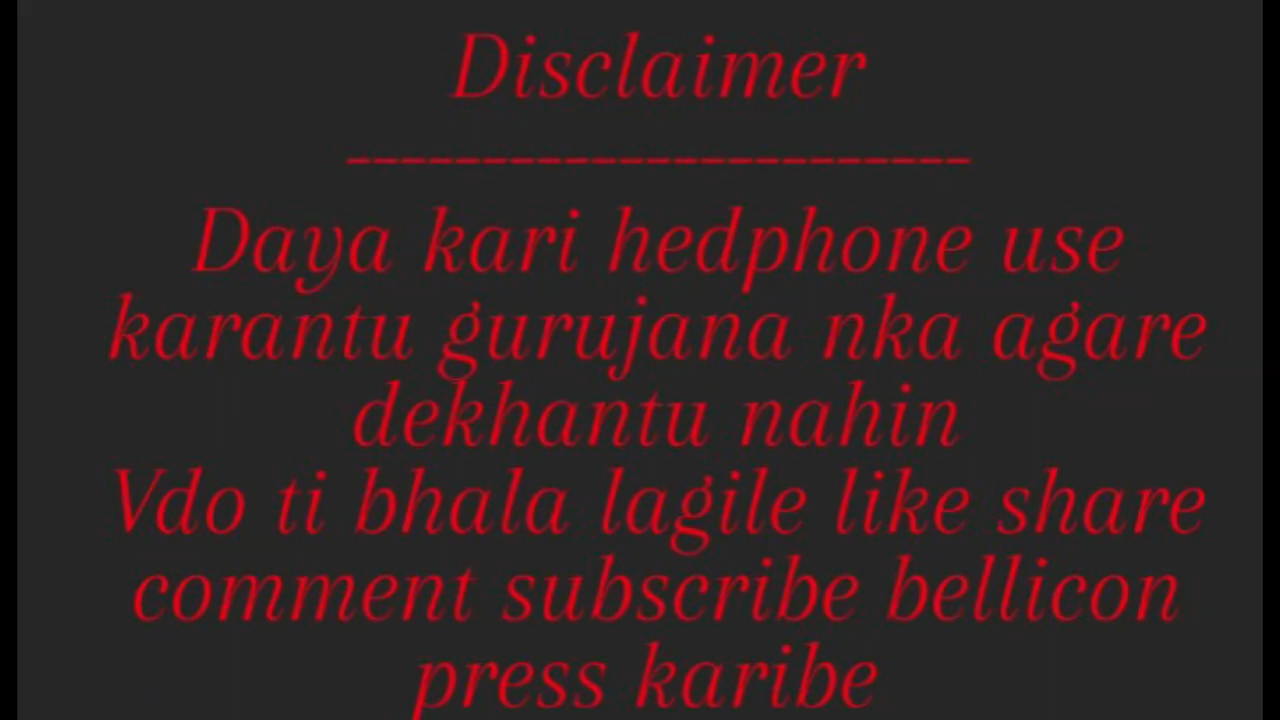 Disclaimer
-----------------------
Daya kari hedphone use
karantu gurujana nka agare
dekhantu nahin
Vdo ti bhala lagile like share
comment subscribe bellicon
press karibe